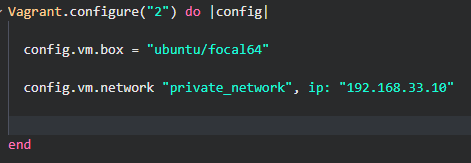 Vagrant.configure("2") do |config|
config.vm.box = "ubuntu/focal64"
config.vm.network "private_network", ip: "192.168.33.10"
end